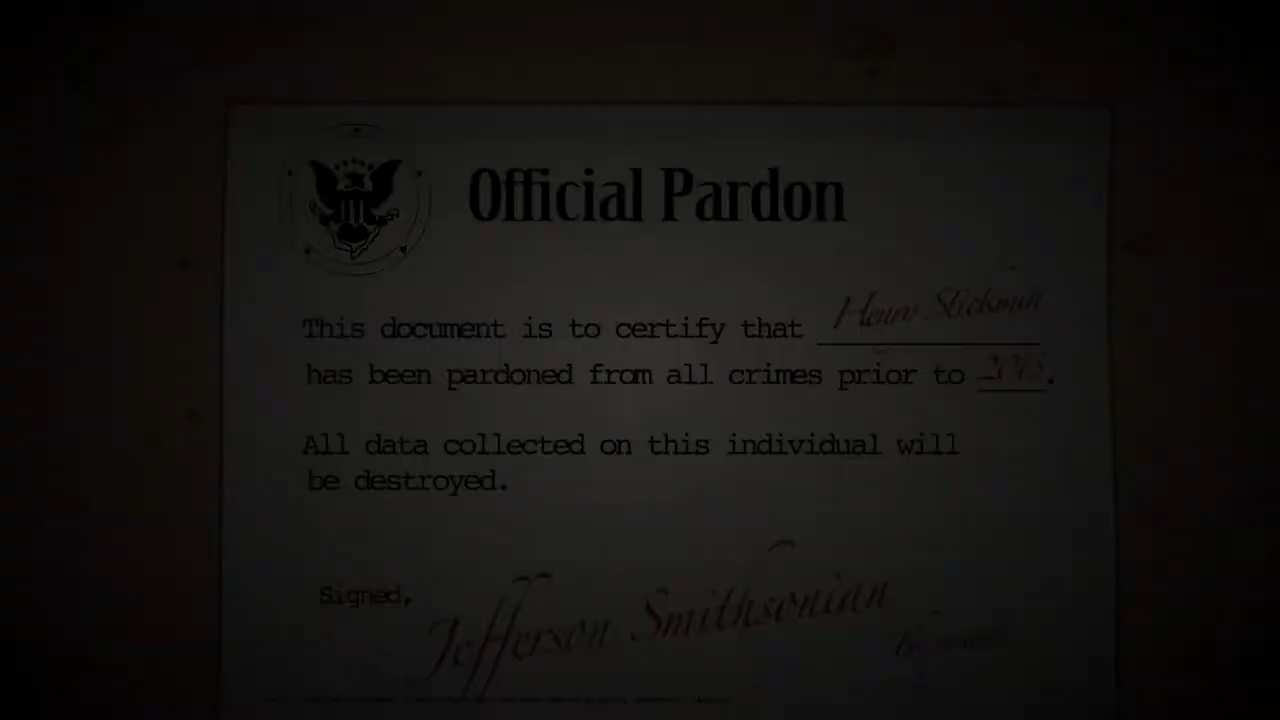 Official Pardon
This document is to certify that Henry Stickmin
has been pardoned from all crimes prior to
All data collected on this individual will
be destroyed.
Signed,
Jefferson Smithsonian